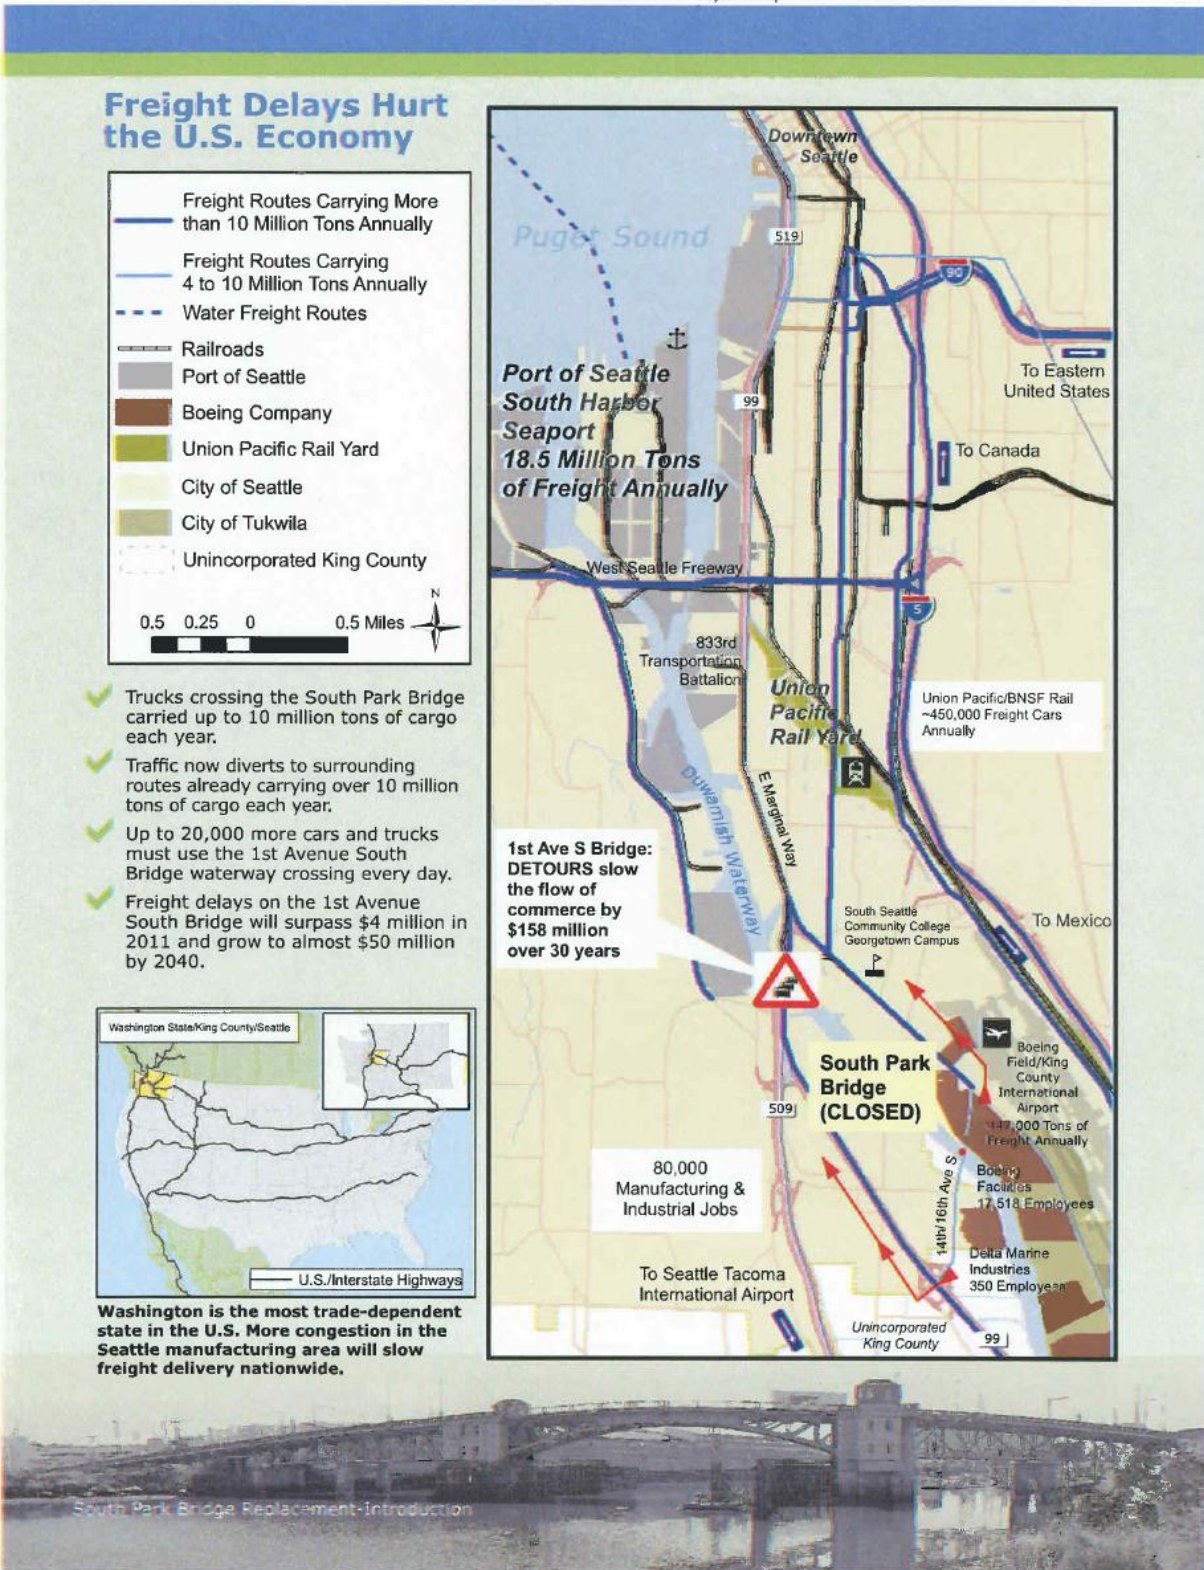 Freight Delays Hurt
the U.S. Economy
Freight Routes Carrying More
than 10 Million Tons Annually
Freight Routes Carrying
4 to 10 Million Tons Annually
Water Freight Routes
Railroads
Port of Seattle
Boeing Company
Union Pacific Rail Yard
City of Seattle
City of Tukwila
Unincorporated King County
N
0.5 0.25 0 0.5 Miles
Trucks crossing the South Park Bridge
carried up to 10 million tons of cargo
each year.
Traffic now diverts to surrounding
routes already carrying over 10 million
tons of cargo each year.
Up to 20,000 more cars and trucks
must use the 1st Avenue South
Bridge waterway crossing every day.
Freight delays on the 1st Avenue
South Bridge will surpass $4 million in
2011 and grow to almost $50 million
by 2040.
Washington State/King County/Seattle
U.S./Interstate Highways
Washington is the most trade-dependent
state in the U.S. More congestion in the
Seattle manufacturing area will slow
freight delivery nationwide.
Downtown
Seattle
Puget Sound
519
90
To Eastern
United States
Port of Seattle
South Harbor
Seaport
18.5 Million Tons
of Freight Annually
99
To Canada
West Seattle Freeway
5
833rd
Transportation
Battalion
Union
Pacific
Rail Yard
Union Pacific/BNSF Rail
~450,000 Freight Cars
Annually
Duwamish Waterway
E Marginal Way
1st Ave S Bridge:
DETOURS slow
the flow of
commerce by
$158 million
over 30 years
South Seattle
Community College
Georgetown Campus
To Mexico
South Park
Bridge
(CLOSED)
Boeing
Field/King
County
International
Airport
147,000 Tons of
Freight Annually
509
80,000
Manufacturing &
Industrial Jobs
14th/16th Ave S
Boeing
Facilities
17,518 Employees
Delta Marine
Industries
350 Employees
To Seattle Tacoma
International Airport
Unincorporated
King County
99
South Park Bridge Replacement-Introduction